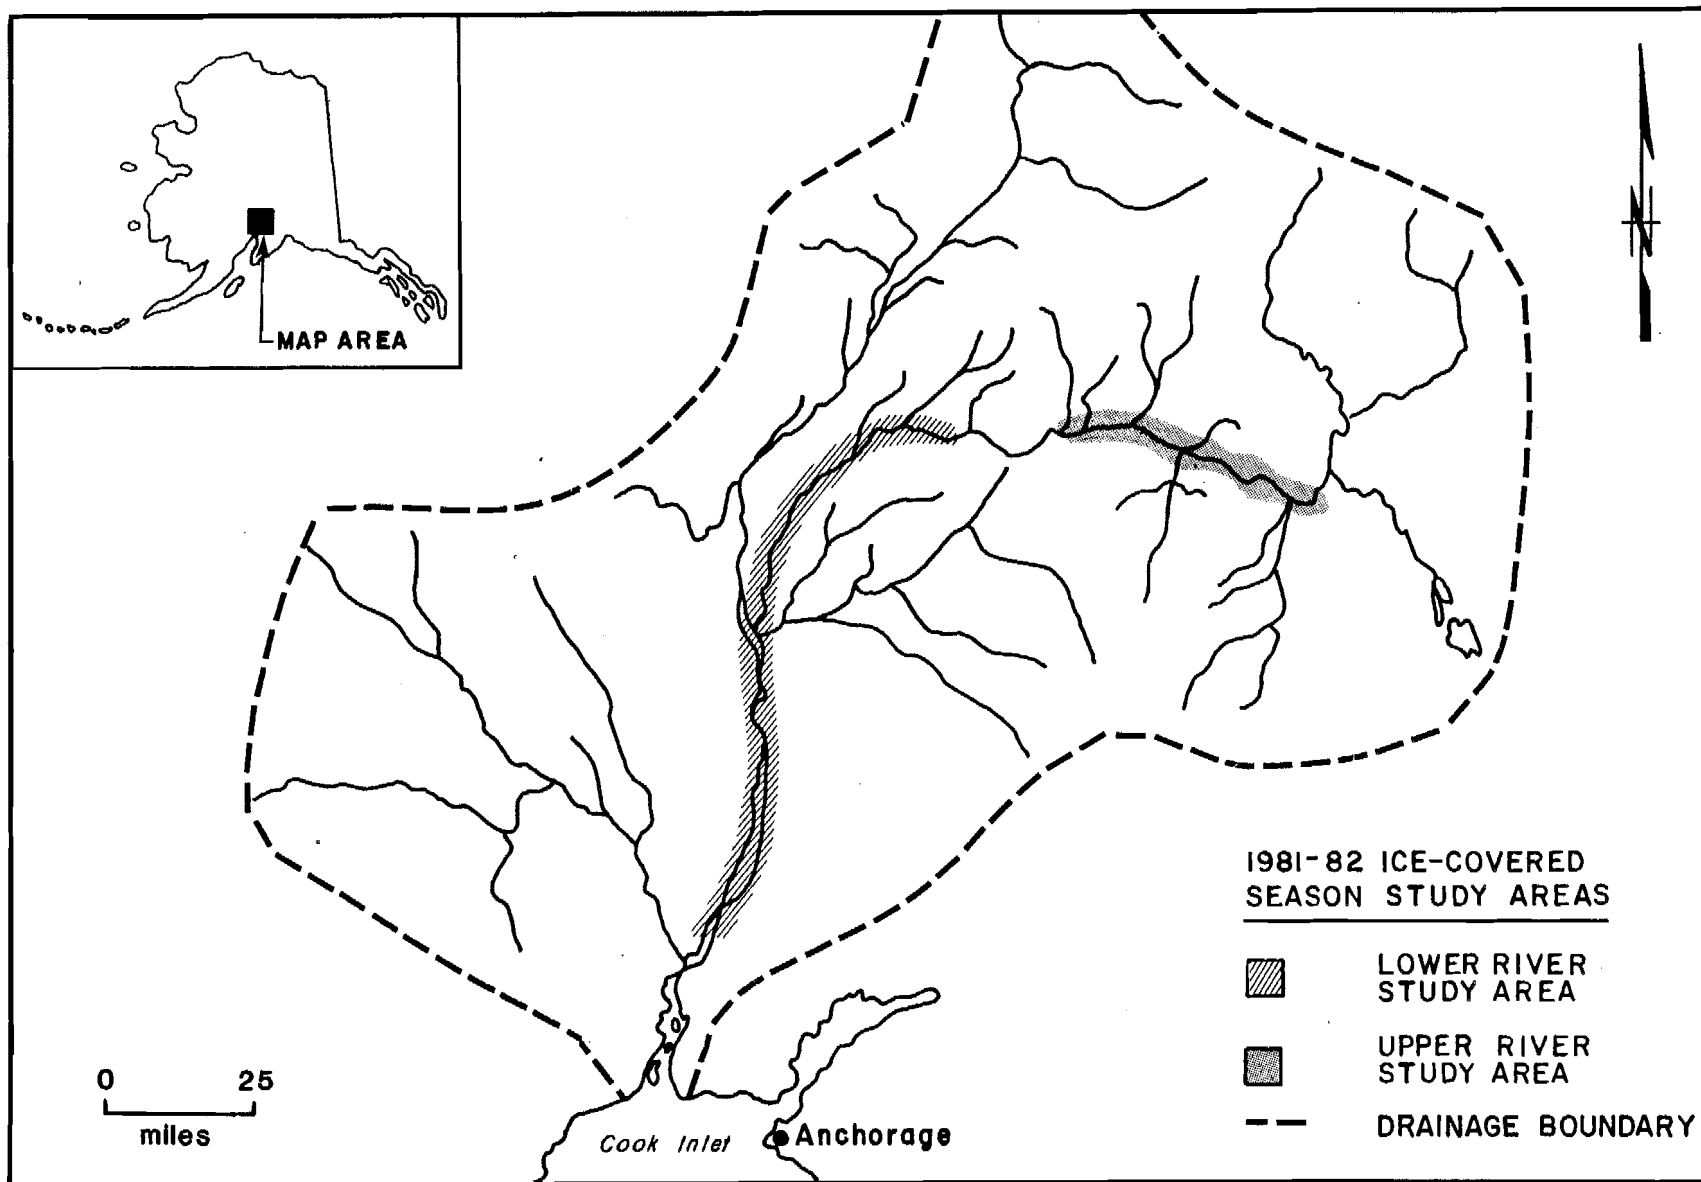 MAP AREA
1981-82 ICE-COVERED
SEASON STUDY AREAS
LOWER RIVER
STUDY AREA
UPPER RIVER
STUDY AREA
DRAINAGE BOUNDARY
0 25
miles
Cook Inlet
Anchorage